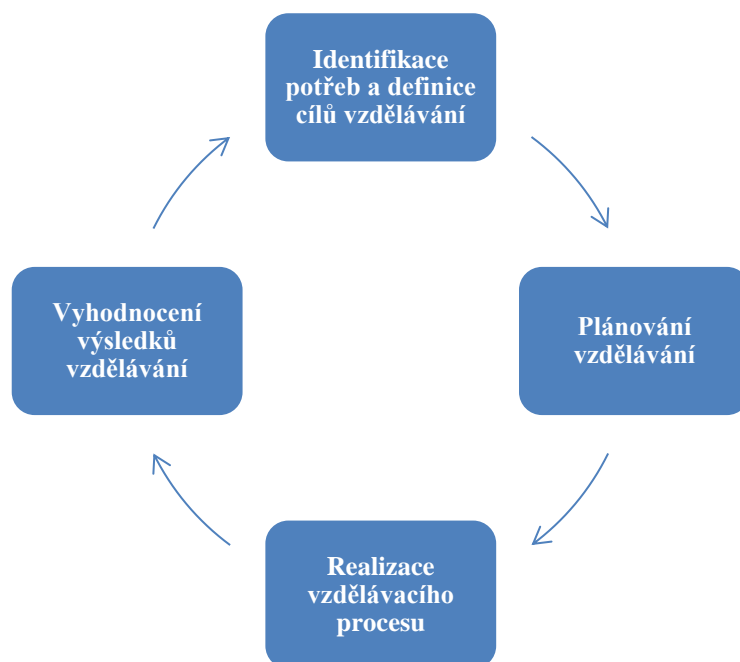 Identifikace
potřeb a definice
cílů vzdělávání
Plánování
vzdělávání
Realizace
vzdělávacího
procesu
Vyhodnocení
výsledků
vzdělávání